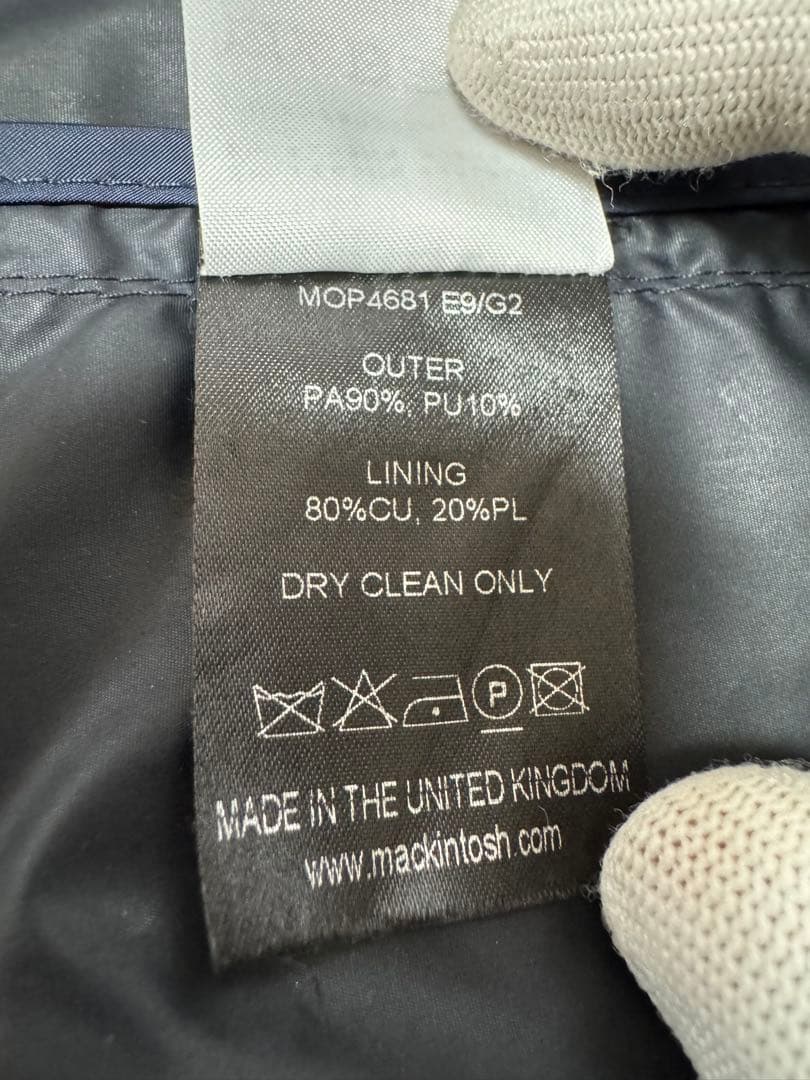 MOP4681 E9/G2
OUTER
PA90%, PU10%
LINING
80%CU, 20%PL
DRY CLEAN ONLY
P
MADE IN THE UNITED KINGDOM
www.mackintosh.com